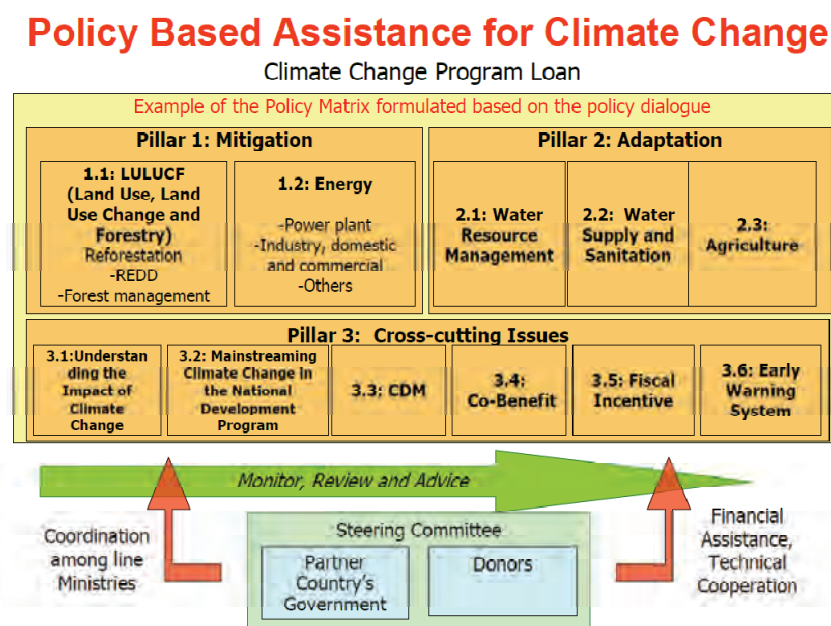 Policy Based Assistance for Climate Change
Climate Change Program Loan
Example of the Policy Matrix formulated based on the policy dialogue
Pillar 1: Mitigation
1.1: LULUCF
(Land Use, Land
Use Change and
Forestry)
Reforestation
-REDD
-Forest management
1.2: Energy
-Power plant
-Industry, domestic
and commercial
-Others
Pillar 2: Adaptation
2.1: Water
Resource
Management
2.2: Water
Supply and
Sanitation
2.3:
Agriculture
Pillar 3: Cross-cutting Issues
3.1:Understan
ding the
Impact of
Climate
Change
3.2: Mainstreaming
Climate Change in
the National
Development
Program
3.3: CDM
3.4:
Co-Benefit
3.5: Fiscal
Incentive
3.6: Early
Warning
System
Monitor, Review and Advice
Coordination
among line
Ministries
Steering Committee
Partner
Country's
Government
Donors
Financial
Assistance,
Technical
Cooperation